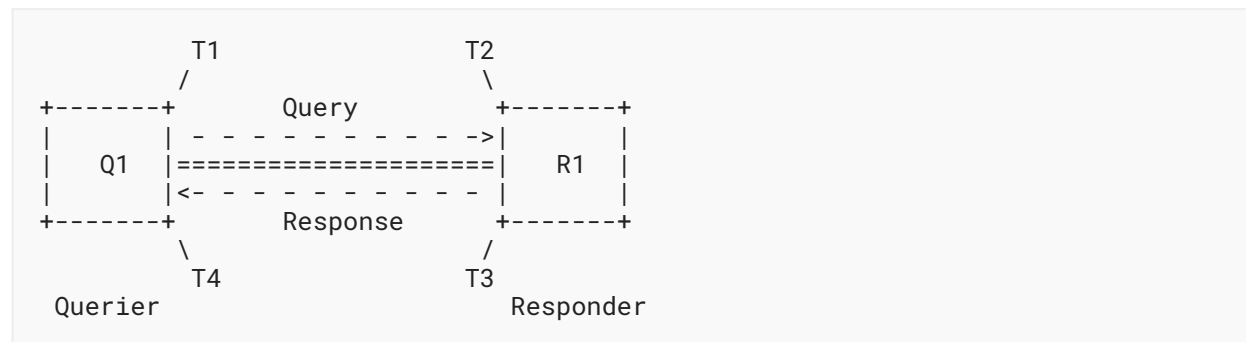 T1                T2
          /                    \
+-------+       Query         +-------+
|       | - - - - - - - - - ->|       |
|   Q1  |=====================|   R1  |
|       |<- - - - - - - - - - |       |
+-------+       Response      +-------+
          \                    /
           T4                T3
 Querier                       Responder